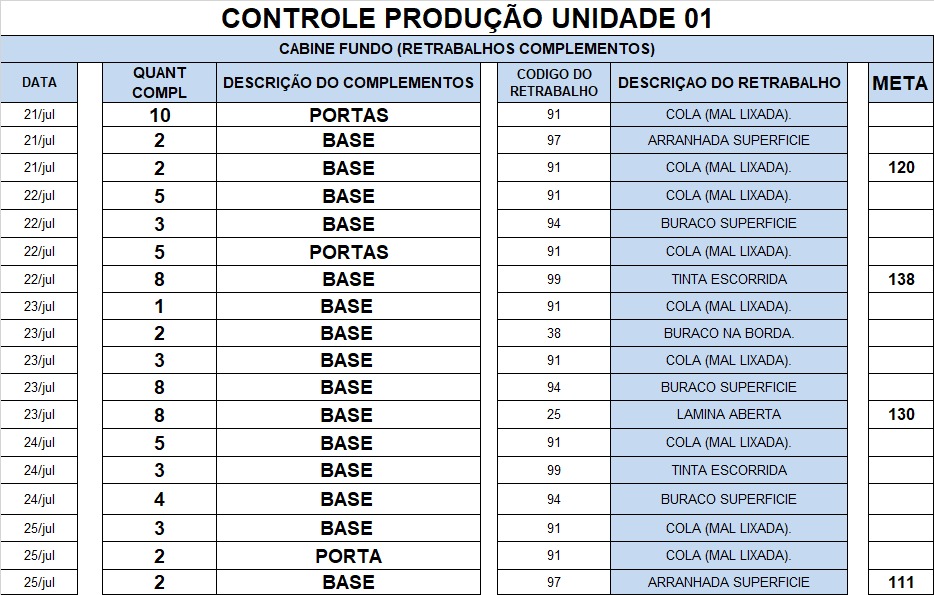 CONTROLE PRODUÇÃO UNIDADE 01
CABINE FUNDO (RETRABALHOS COMPLEMENTOS)
DATA QUANT COMPL DESCRIÇÃO DO COMPLEMENTOS CODIGO DO RETRABALHO DESCRIÇAO DO RETRABALHO META
21/jul 10 PORTAS 91 COLA (MAL LIXADA).
21/jul 2 BASE 97 ARRANHADA SUPERFICIE
21/jul 2 BASE 91 COLA (MAL LIXADA). 120
22/jul 5 BASE 91 COLA (MAL LIXADA).
22/jul 3 BASE 94 BURACO SUPERFICIE
22/jul 5 PORTAS 91 COLA (MAL LIXADA).
22/jul 8 BASE 99 TINTA ESCORRIDA 138
23/jul 1 BASE 91 COLA (MAL LIXADA).
23/jul 2 BASE 38 BURACO NA BORDA.
23/jul 3 BASE 91 COLA (MAL LIXADA).
23/jul 8 BASE 94 BURACO SUPERFICIE
23/jul 8 BASE 25 LAMINA ABERTA 130
24/jul 5 BASE 91 COLA (MAL LIXADA).
24/jul 3 BASE 99 TINTA ESCORRIDA
24/jul 4 BASE 94 BURACO SUPERFICIE
25/jul 3 BASE 91 COLA (MAL LIXADA).
25/jul 2 PORTA 91 COLA (MAL LIXADA).
25/jul 2 BASE 97 ARRANHADA SUPERFICIE 111